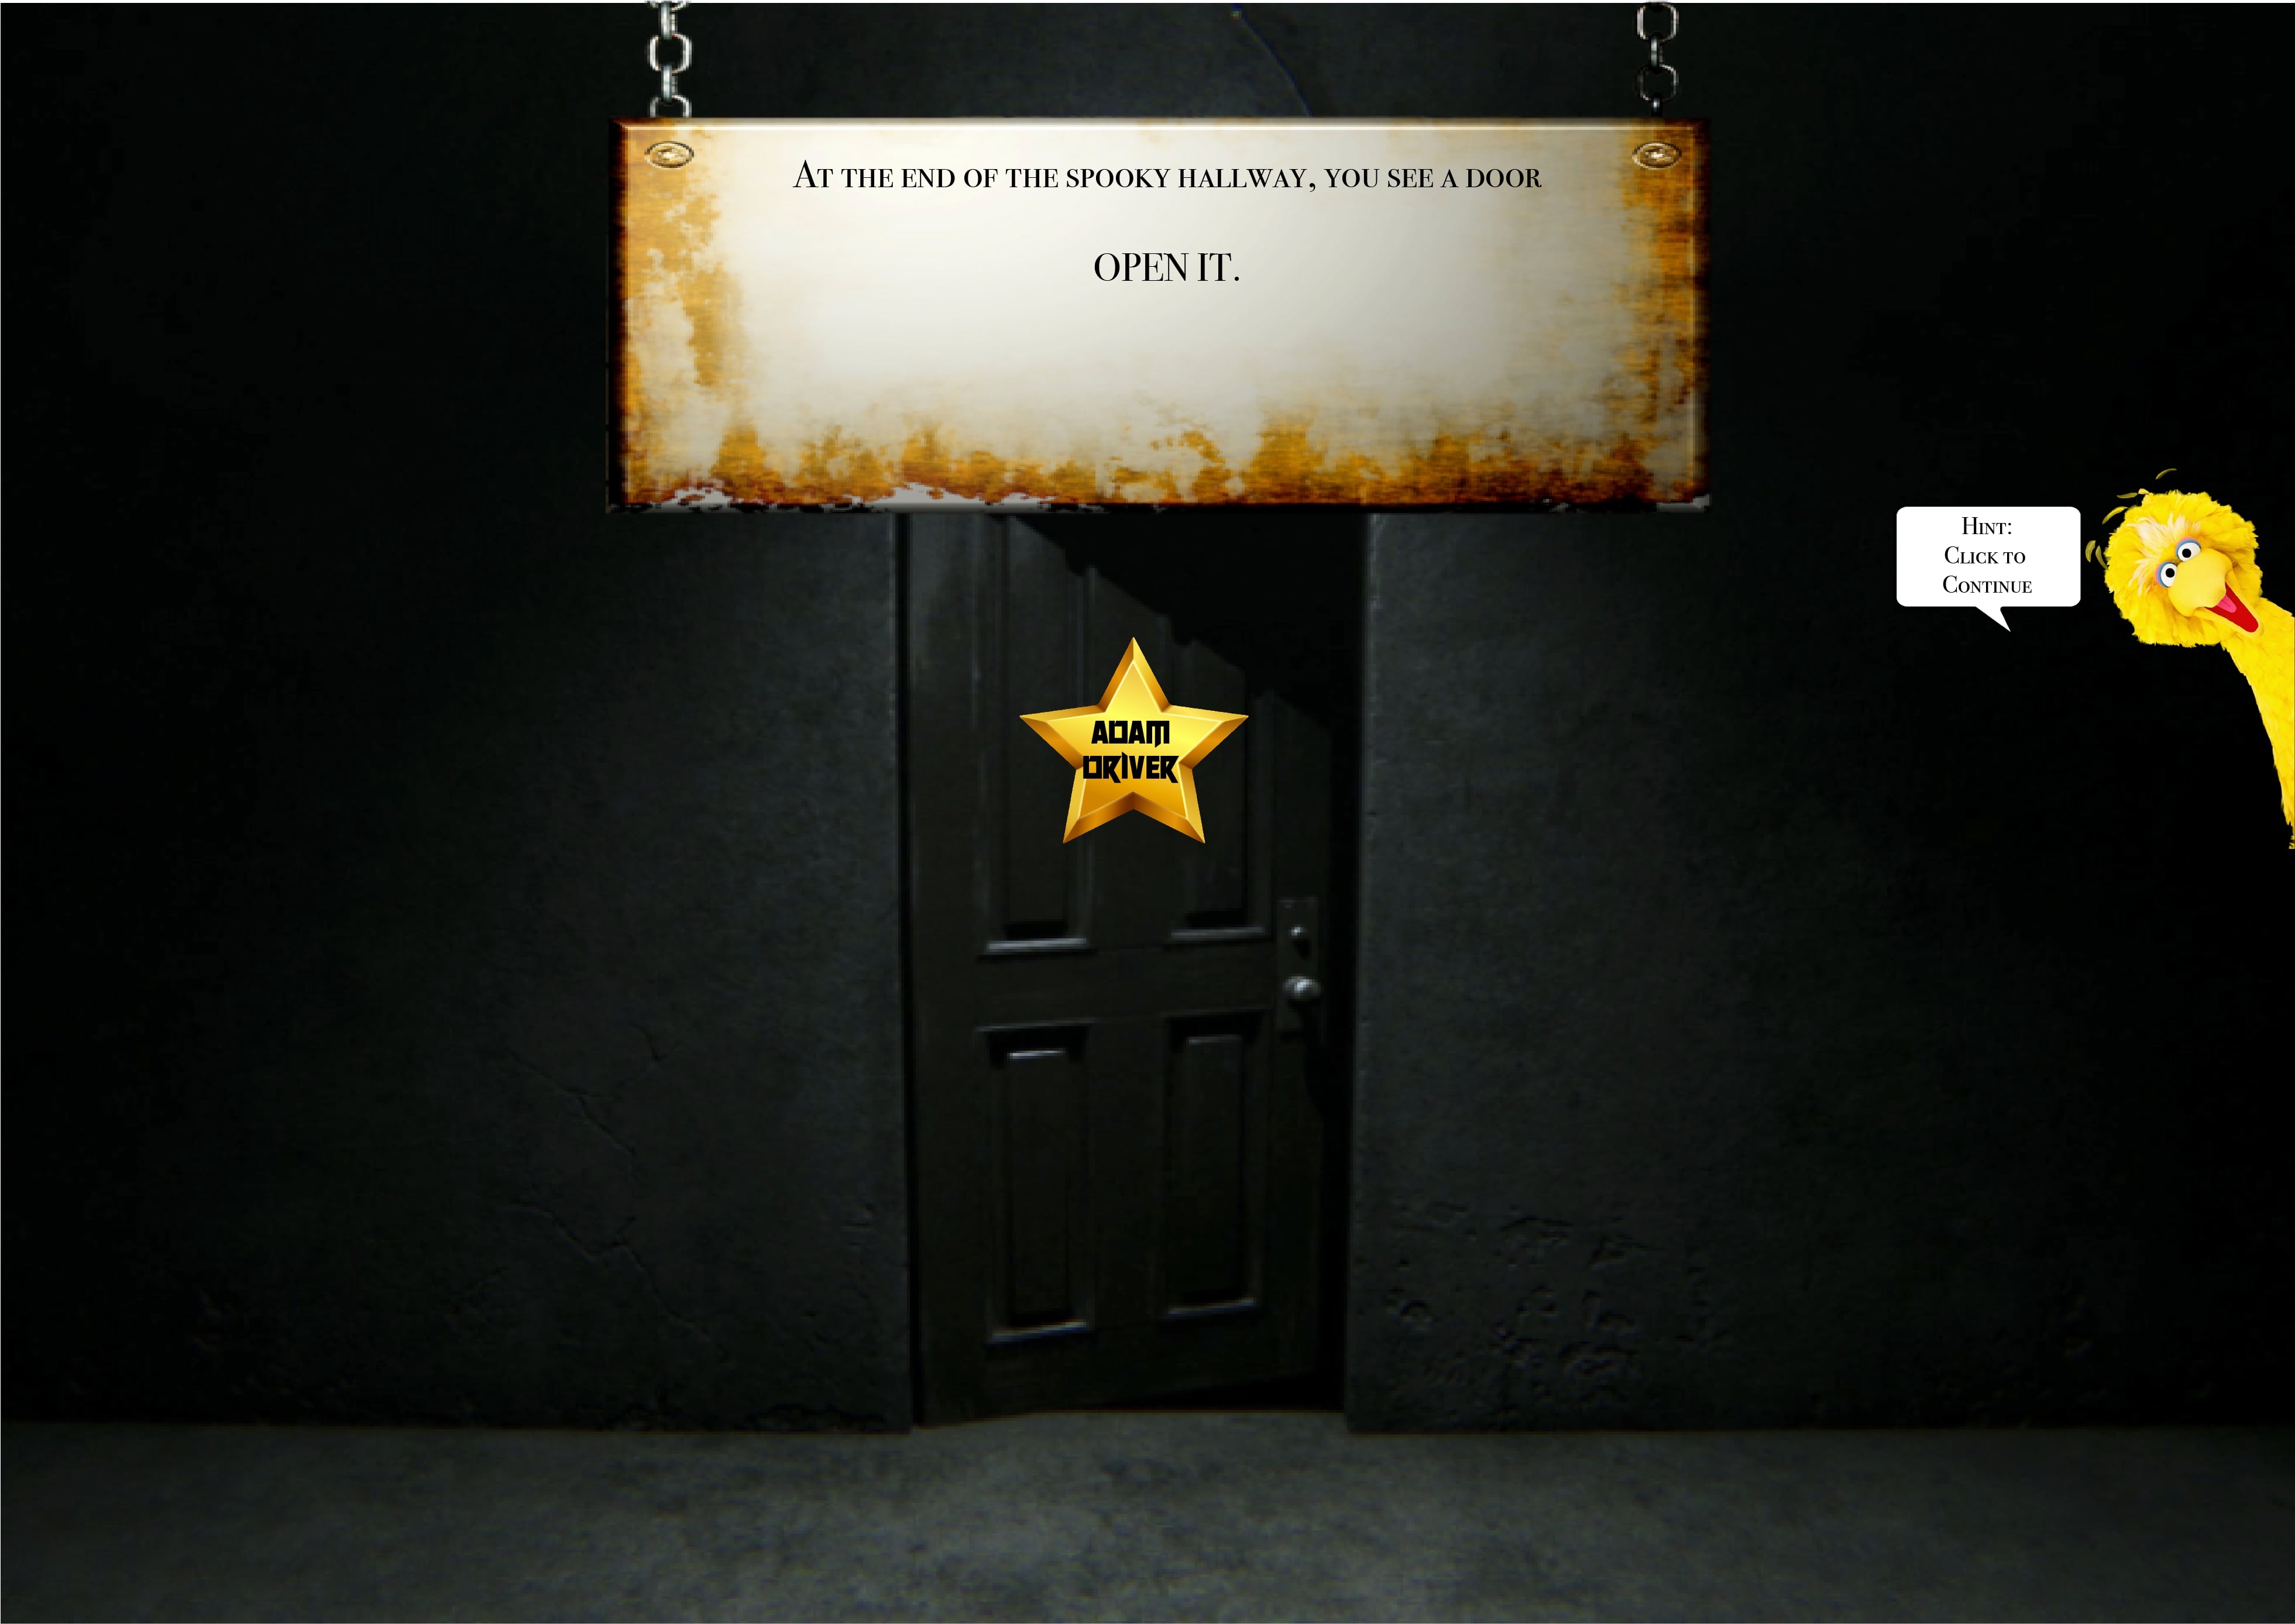 At the end of the spooky hallway, you see a door
OPEN IT.
Hint:
Click to
Continue
ADAM
DRIVER